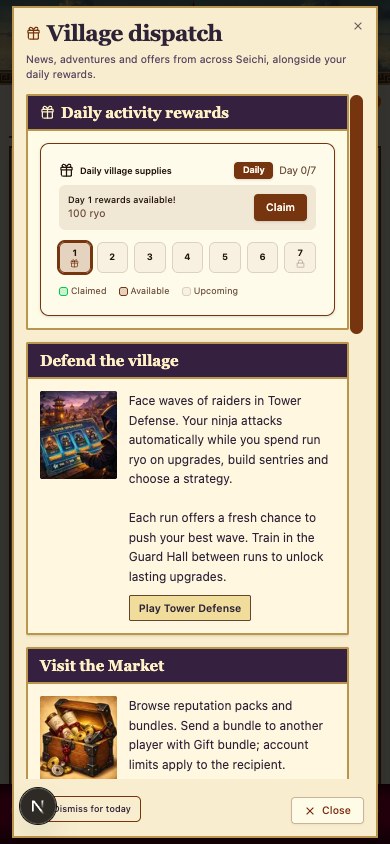 Village dispatch
News, adventures and offers from across Seichi, alongside your
daily rewards.
Daily activity rewards
Daily village supplies
Daily
Day 0/7
Day 1 rewards available!
100 ryo
Claim
1
2
3
4
5
6
7
Claimed
Available
Upcoming
Defend the village
Face waves of raiders in Tower
Defense. Your ninja attacks
automatically while you spend run
ryo on upgrades, build sentries and
choose a strategy.
Each run offers a fresh chance to
push your best wave. Train in the
Guard Hall between runs to unlock
lasting upgrades.
Play Tower Defense
Visit the Market
Browse reputation packs and
bundles. Send a bundle to another
player with Gift bundle; account
limits apply to the recipient.
N
Dismiss for today
Close